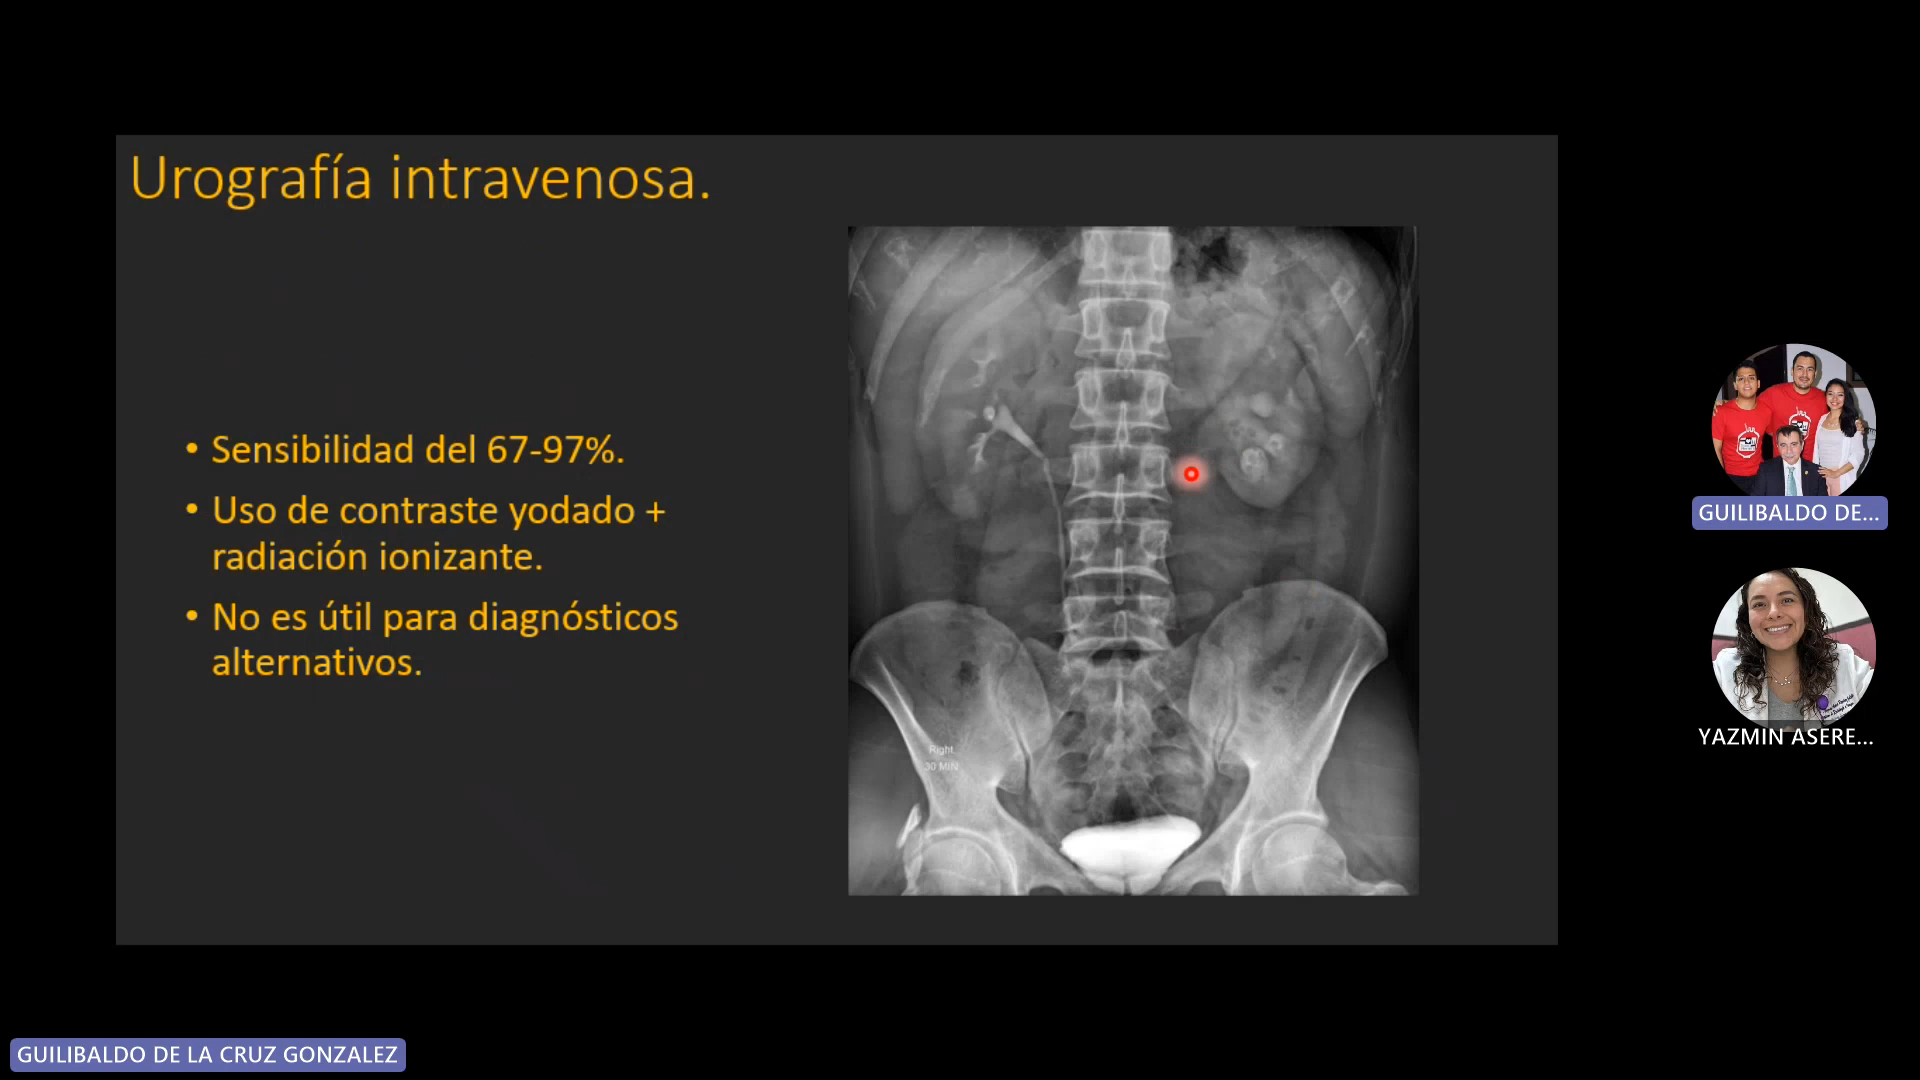 Urografía intravenosa.
• Sensibilidad del 67-97%.
• Uso de contraste yodado +
radiación ionizante.
• No es útil para diagnósticos
alternativos.
Right
30 MIN
GUILIBALDO DE...
YAZMIN ASERE...
GUILIBALDO DE LA CRUZ GONZALEZ